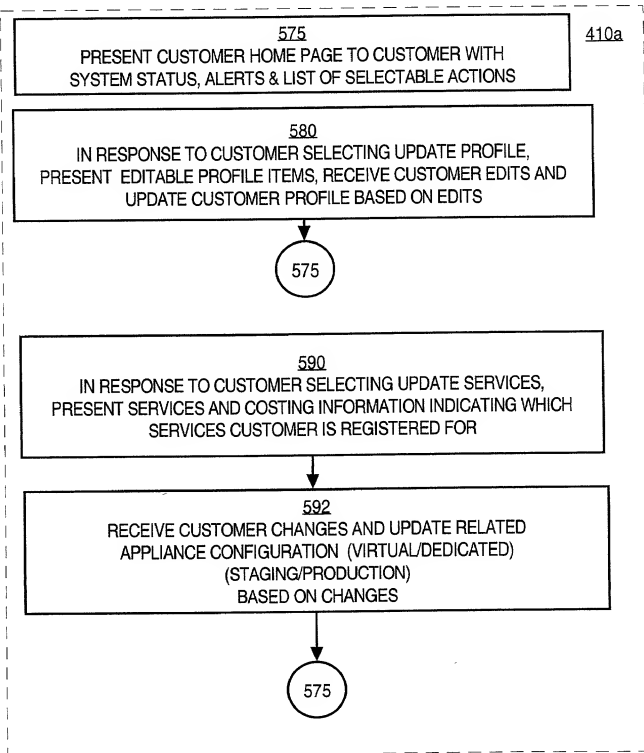 575
410a
PRESENT CUSTOMER HOME PAGE TO CUSTOMER WITH
SYSTEM STATUS, ALERTS & LIST OF SELECTABLE ACTIONS
580
IN RESPONSE TO CUSTOMER SELECTING UPDATE PROFILE,
PRESENT EDITABLE PROFILE ITEMS, RECEIVE CUSTOMER EDITS AND
UPDATE CUSTOMER PROFILE BASED ON EDITS
575
590
IN RESPONSE TO CUSTOMER SELECTING UPDATE SERVICES,
PRESENT SERVICES AND COSTING INFORMATION INDICATING WHICH
SERVICES CUSTOMER IS REGISTERED FOR
592
RECEIVE CUSTOMER CHANGES AND UPDATE RELATED
APPLIANCE CONFIGURATION (VIRTUAL/DEDICATED)
(STAGING/PRODUCTION)
BASED ON CHANGES
575